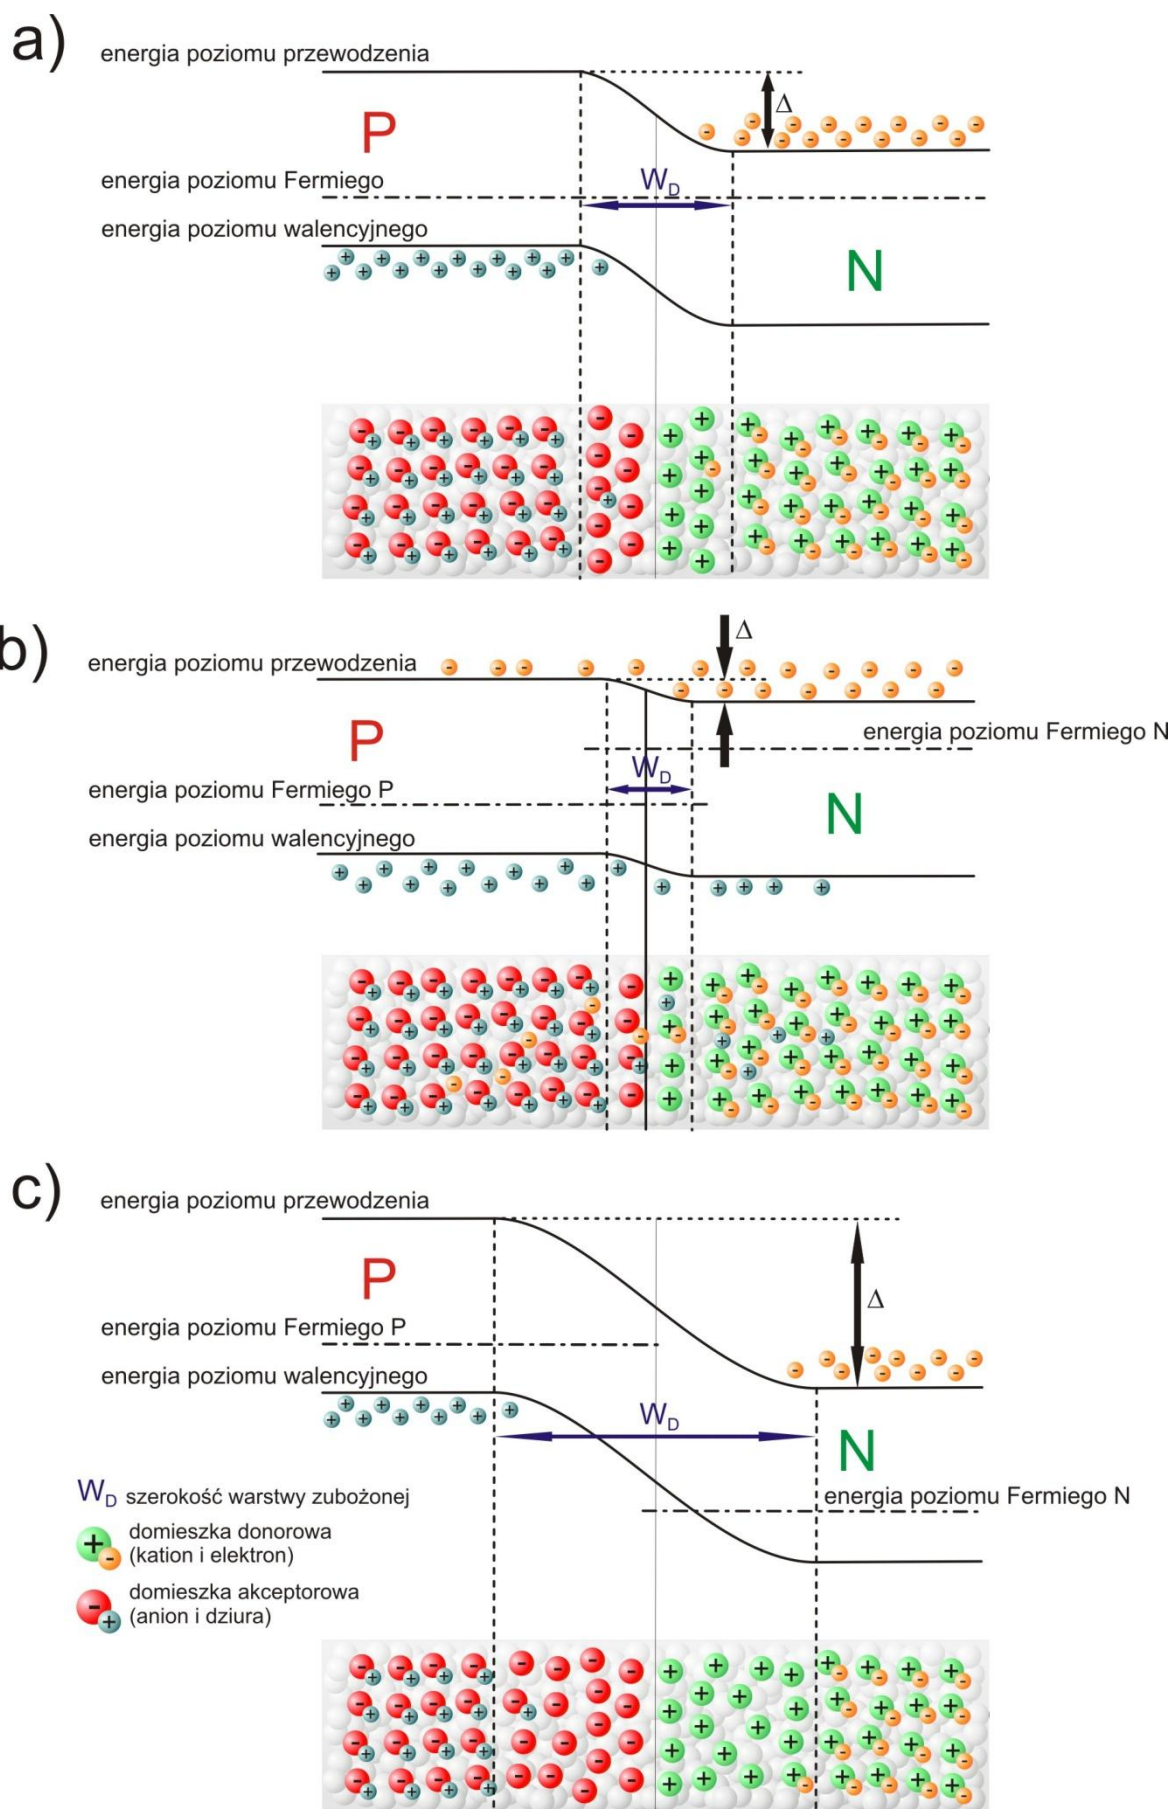 a)
energia poziomu przewodzenia
Δ
P
energia poziomu Fermiego
W_D
energia poziomu walencyjnego
N
b)
energia poziomu przewodzenia
Δ
P
energia poziomu Fermiego N
W_D
energia poziomu Fermiego P
N
energia poziomu walencyjnego
c)
energia poziomu przewodzenia
P
Δ
energia poziomu Fermiego P
energia poziomu walencyjnego
W_D
N
W_D szerokość warstwy zubożonej
energia poziomu Fermiego N
domieszka donorowa
(kation i elektron)
domieszka akceptorowa
(anion i dziura)